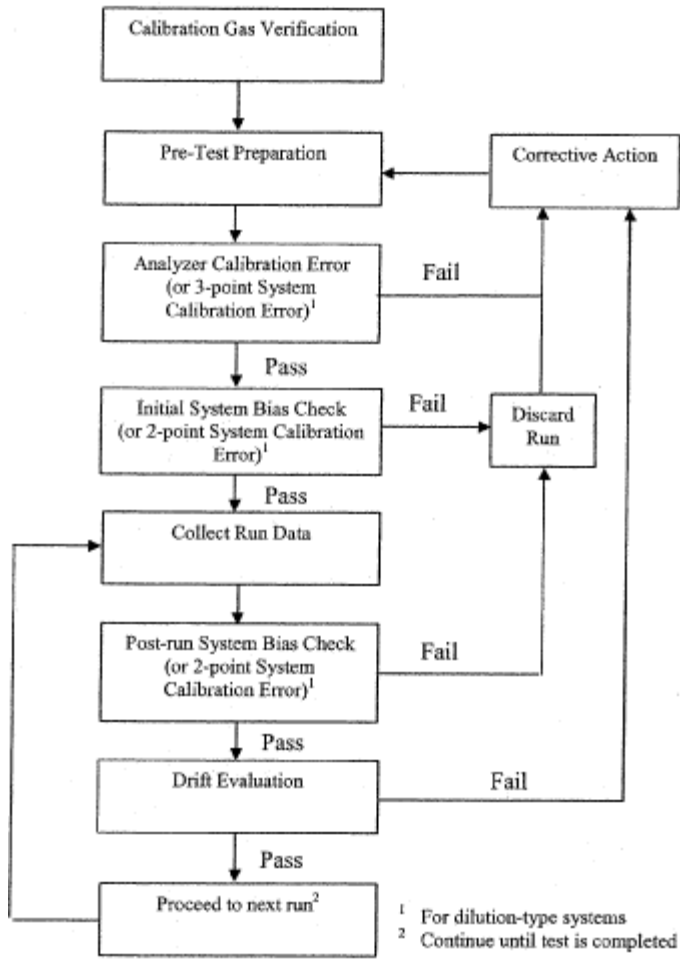 Calibration Gas Verification
Pre-Test Preparation
Corrective Action
Analyzer Calibration Error
(or 3-point System
Calibration Error)¹
Fail
Pass
Initial System Bias Check
(or 2-point System Calibration
Error)¹
Fail
Discard
Run
Pass
Collect Run Data
Post-run System Bias Check
(or 2-point System
Calibration Error)¹
Fail
Pass
Drift Evaluation
Fail
Pass
Proceed to next run²
¹ For dilution-type systems
² Continue until test is completed